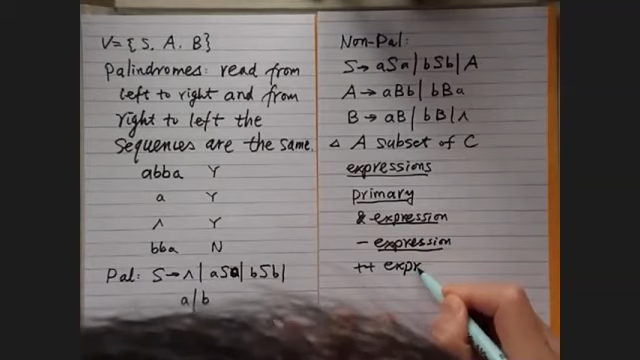 V={S, A, B}
Palindromes: read from
left to right and from
right to left the
sequences are the same.
abba Y
a Y
Λ Y
bba N
Pal: S→Λ|aSa|bSb|
a|b
Non-Pal:
S→aSa|bSb|A
A→aBb|bBa
B→aB|bB|Λ
△ A subset of C
expressions
primary
& expression
- expression
++ expr